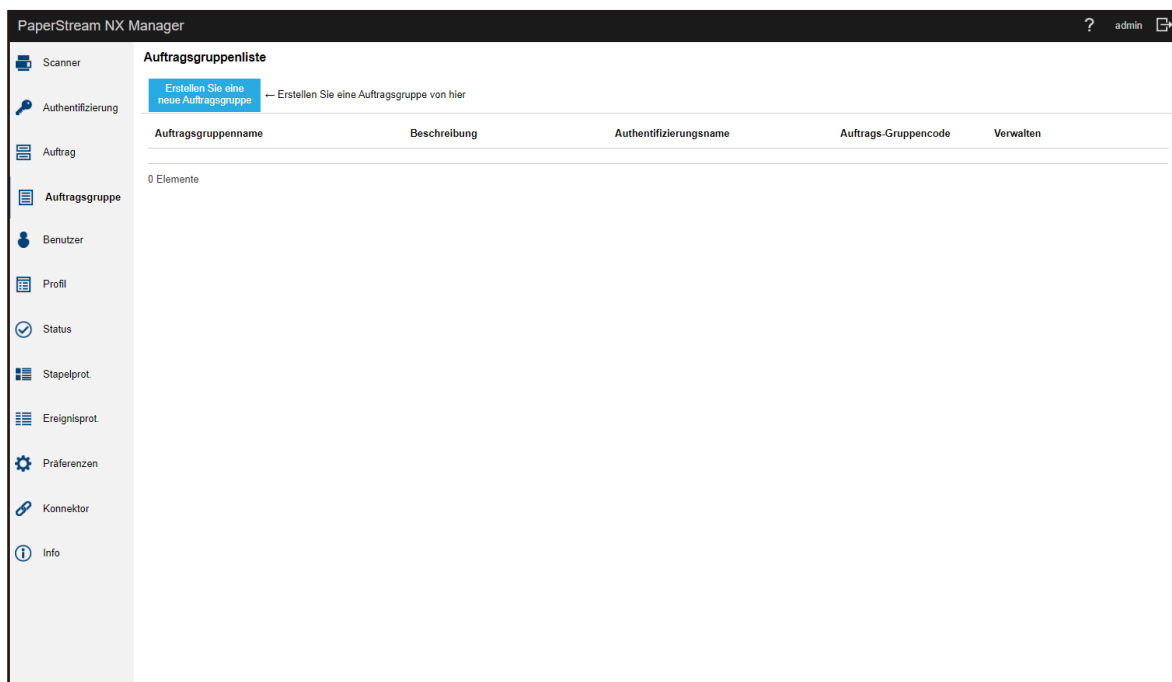 PaperStream NX Manager
? admin
Scanner
Authentifizierung
Auftrag
Auftragsgruppe
Benutzer
Profil
Status
Stapelprot.
Ereignisprot.
Präferenzen
Konnektor
Info
Auftragsgruppenliste
Erstellen Sie eine
neue Auftragsgruppe
← Erstellen Sie eine Auftragsgruppe von hier
Auftragsgruppenname Beschreibung Authentifizierungsname Auftrags-Gruppencode Verwalten
0 Elemente